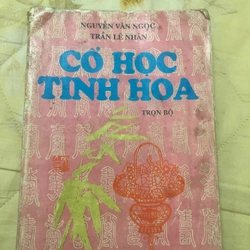 NGUYỄN VĂN NGỌC
TRẦN LÊ NHÂN
CỔ HỌC
TINH HOA
TRỌN BỘ